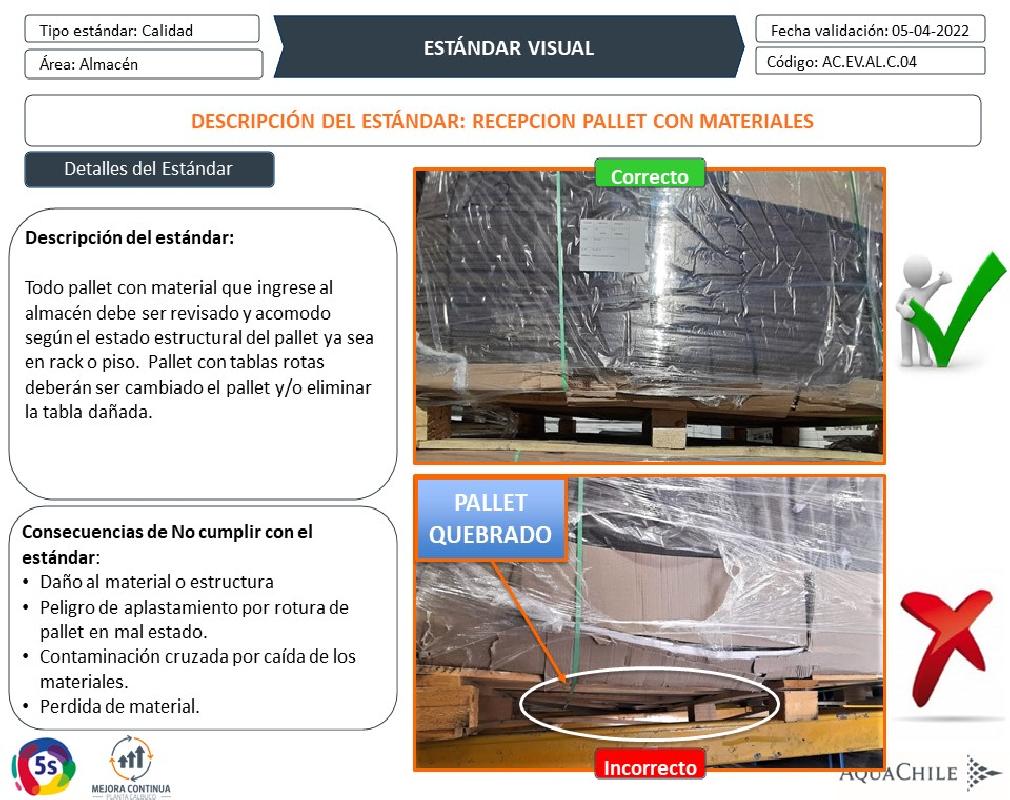 Tipo estándar: Calidad
Área: Almacén
ESTÁNDAR VISUAL
Fecha validación: 05-04-2022
Código: AC.EV.AL.C.04
DESCRIPCIÓN DEL ESTÁNDAR: RECEPCION PALLET CON MATERIALES
Detalles del Estándar
Descripción del estándar:
Todo pallet con material que ingrese al
almacén debe ser revisado y acomodo
según el estado estructural del pallet ya sea
en rack o piso. Pallet con tablas rotas
deberán ser cambiado el pallet y/o eliminar
la tabla dañada.
Consecuencias de No cumplir con el
estándar:
• Daño al material o estructura
• Peligro de aplastamiento por rotura de
pallet en mal estado.
• Contaminación cruzada por caída de los
materiales.
• Perdida de material.
Correcto
PALLET
QUEBRADO
Incorrecto
5s
MEJORA CONTINUA
PLANTA CALBUCO
AQUACHILE